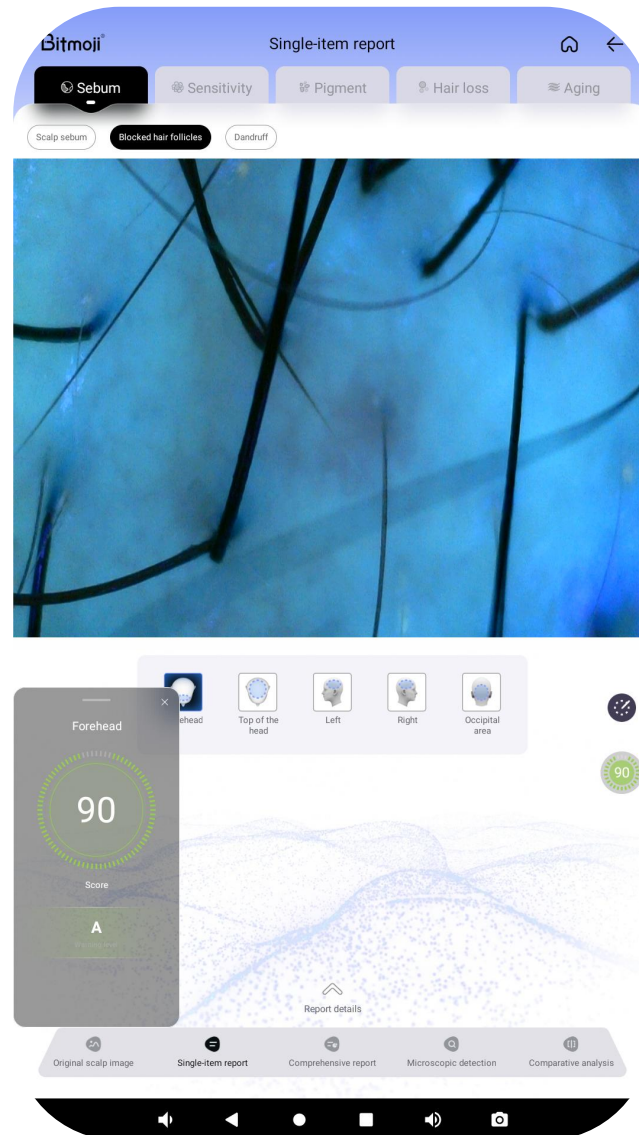 Bitmoji
Single-item report
Sebum
Sensitivity
Pigment
Hair loss
Aging
Scalp sebum
Blocked hair follicles
Dandruff
ehead
Top of the
head
Left
Right
Occipital
area
Forehead
90
Score
A
90
Report details
Original scalp image
Single-item report
Comprehensive report
Microscopic detection
Comparative analysis